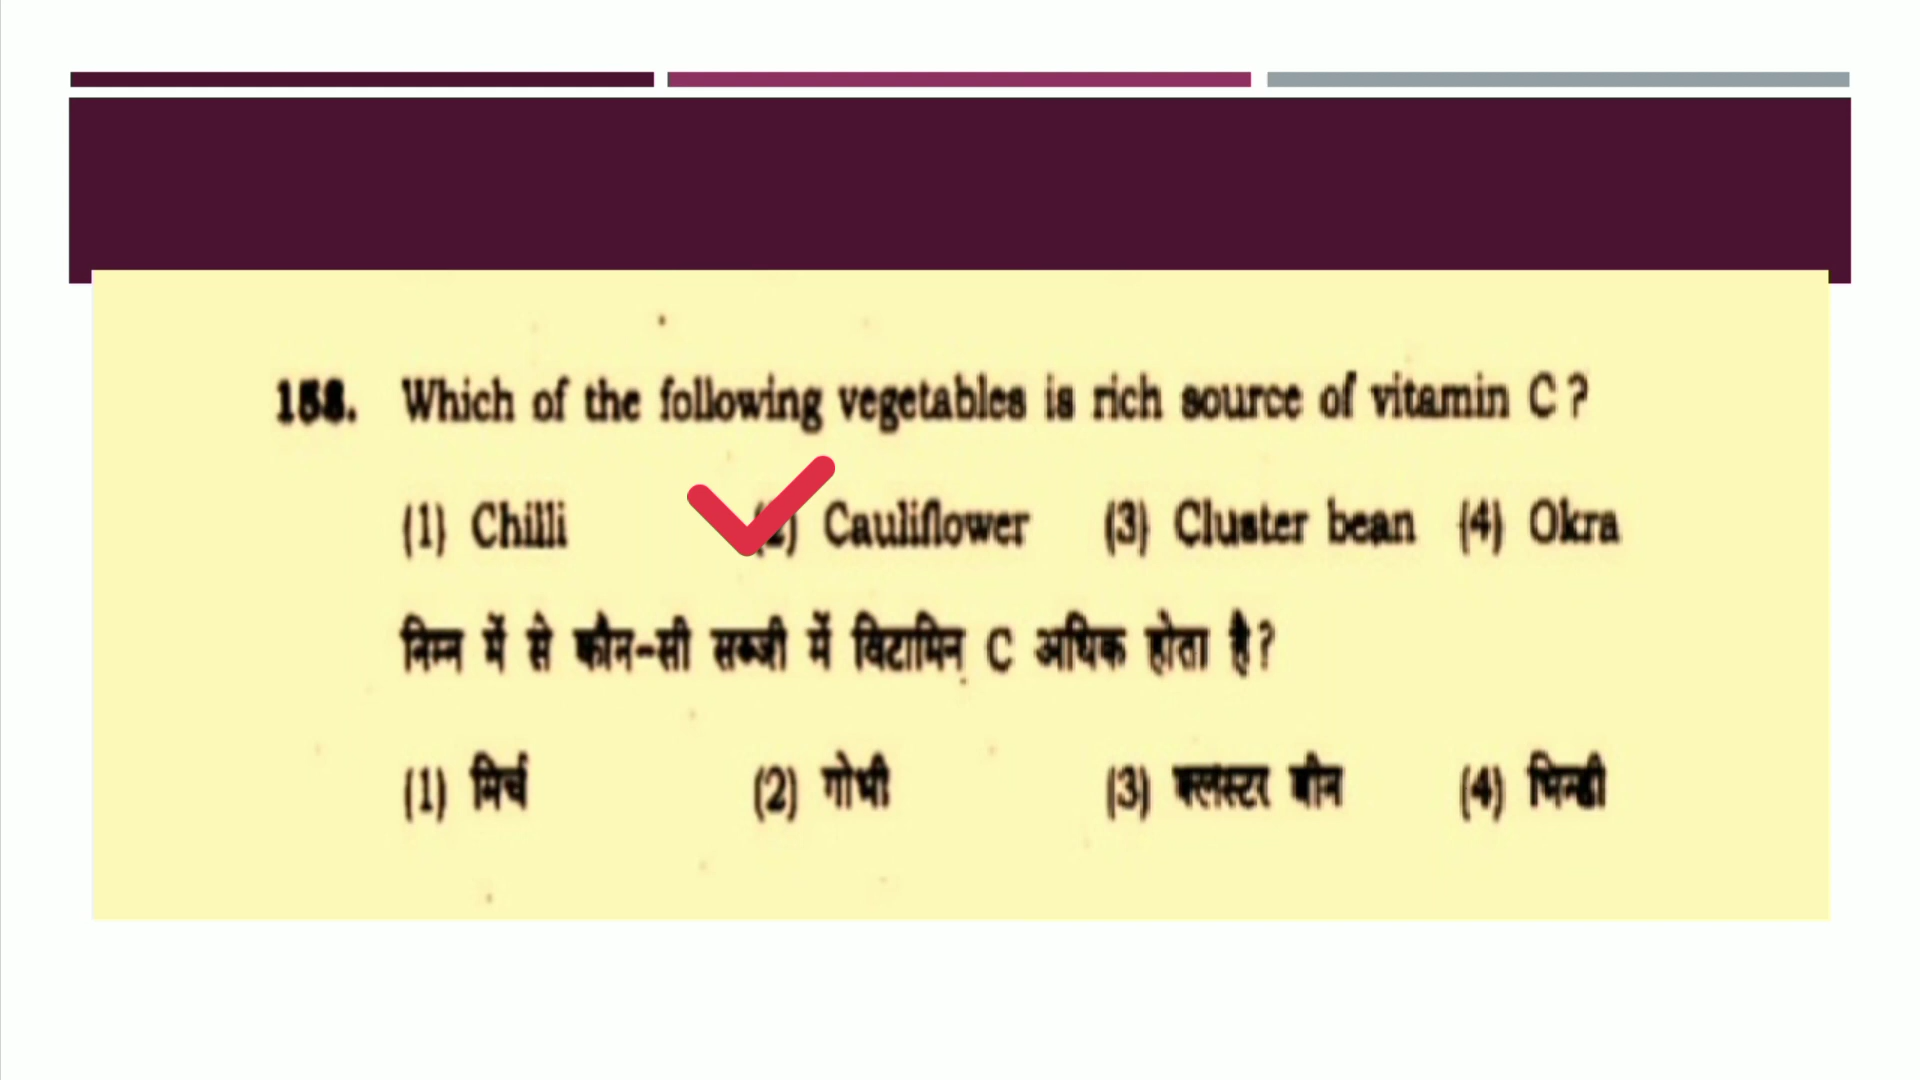 158. Which of the following vegetables is rich source of vitamin C ?
(1) Chilli (2) Cauliflower (3) Cluster bean (4) Okra
निम्न में से कौन-सी सब्जी में विटामिन C अधिक होता है ?
(1) मिर्च (2) गोभी (3) क्लस्टर बीन (4) भिन्डी